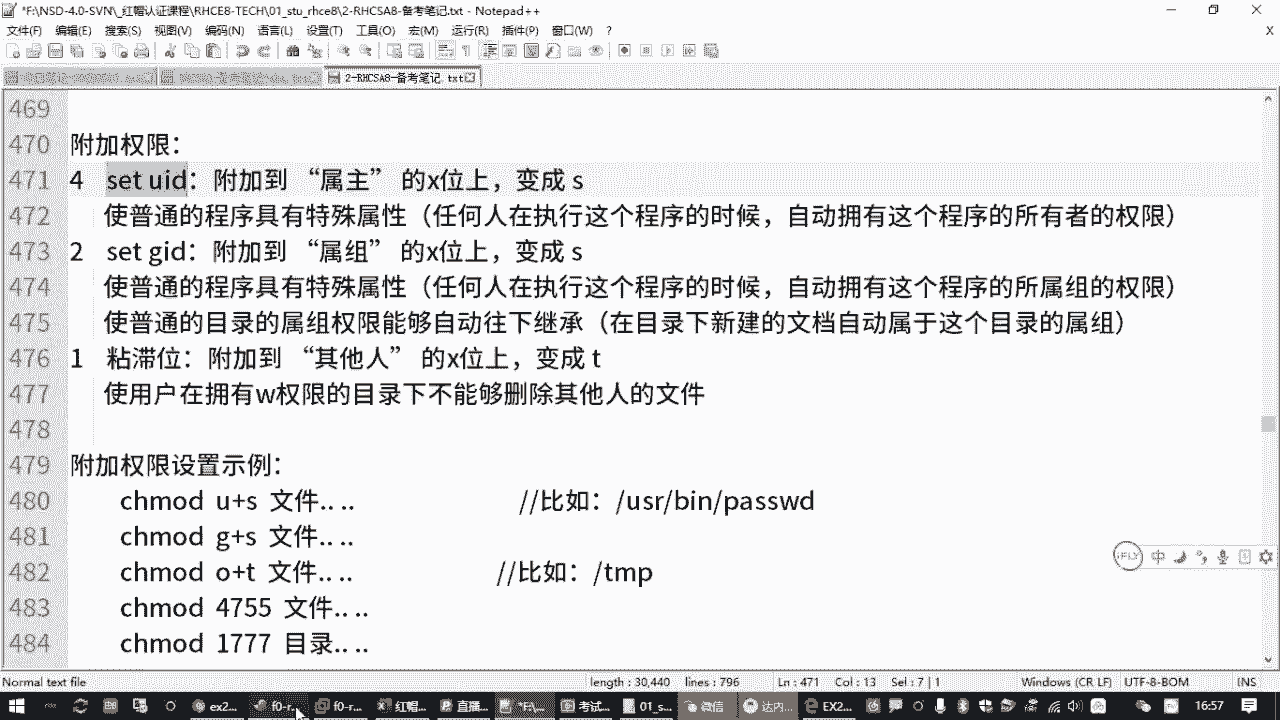 *F:\NSD-4.0-SVN\_红帽认证课程\RHCE8-TECH\01_stu_rhce8\2-RHCSA8-备考笔记.txt - Notepad++
文件(F) 编辑(E) 搜索(S) 视图(V) 编码(N) 语言(L) 设置(T) 工具(O) 宏(M) 运行(R) 插件(P) 窗口(W) ? X
2-RHCSA8-备考笔记.txt
469
470 附加权限：
471 4 set uid：附加到 “属主” 的x位上，变成 s
472 使普通的程序具有特殊属性（任何人在执行这个程序的时候，自动拥有这个程序的所有者的权限）
473 2 set gid：附加到 “属组” 的x位上，变成 s
474 使普通的程序具有特殊属性（任何人在执行这个程序的时候，自动拥有这个程序的所属组的权限）
475 使普通的目录的属组权限能够自动往下继承（在目录下新建的文档自动属于这个目录的属组）
476 1 粘滞位：附加到 “其他人” 的x位上，变成 t
477 使用户在拥有w权限的目录下不能够删除其他人的文件
478
479 附加权限设置示例：
480 chmod u+s 文件.. .. //比如：/usr/bin/passwd
481 chmod g+s 文件.. ..
482 chmod o+t 文件.. .. //比如：/tmp
483 chmod 4755 文件.. ..
484 chmod 1777 目录.. ..
iFLY 中
Normal text file length : 30,440 lines : 796 Ln : 471 Col : 13 Sel : 7 | 1 Windows (CR LF) UTF-8-BOM INS
ex2... f0-r... f0-r... 红帽... 直播... *F:\... 考试... 01_s... 微信 达内... EX2... 16:57